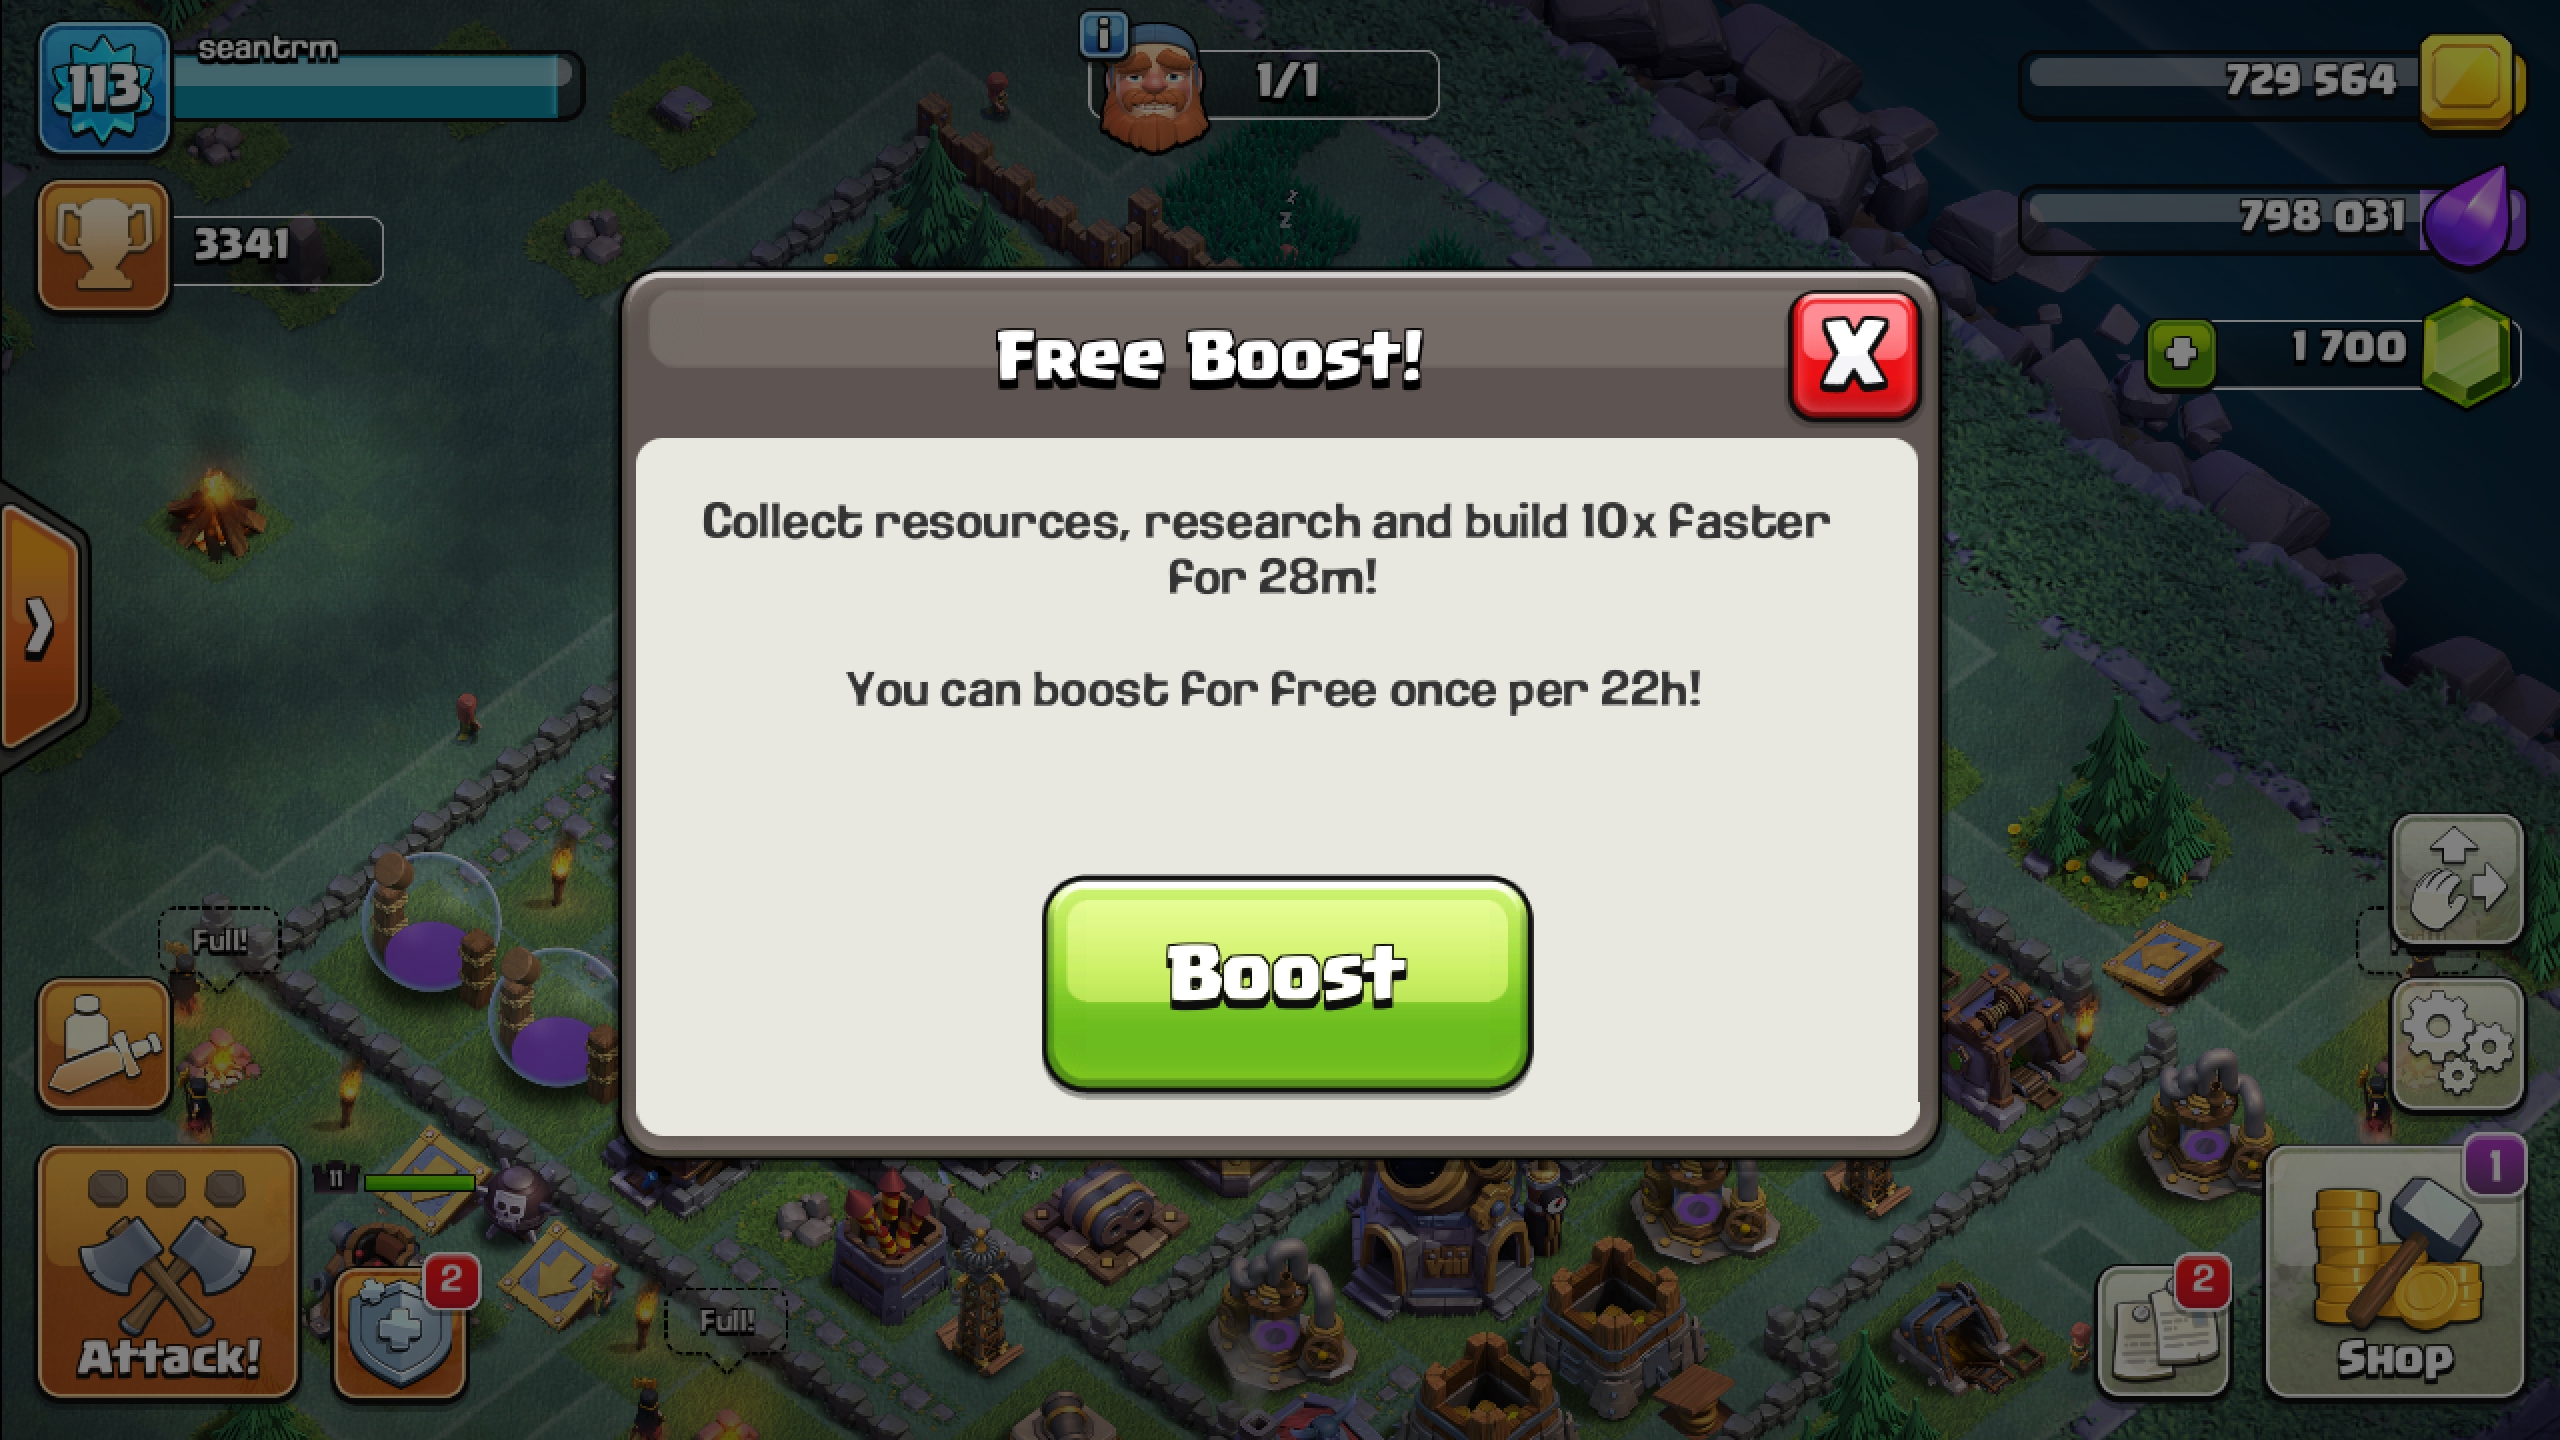 113
seantrm
i
1/1
729 564
3341
798 031
1 700
z
z
Free Boost!
X
Collect resources, research and build 10x faster
for 28m!
You can boost for free once per 22h!
Boost
Full!
11
Attack!
2
Full!
2
1
Shop